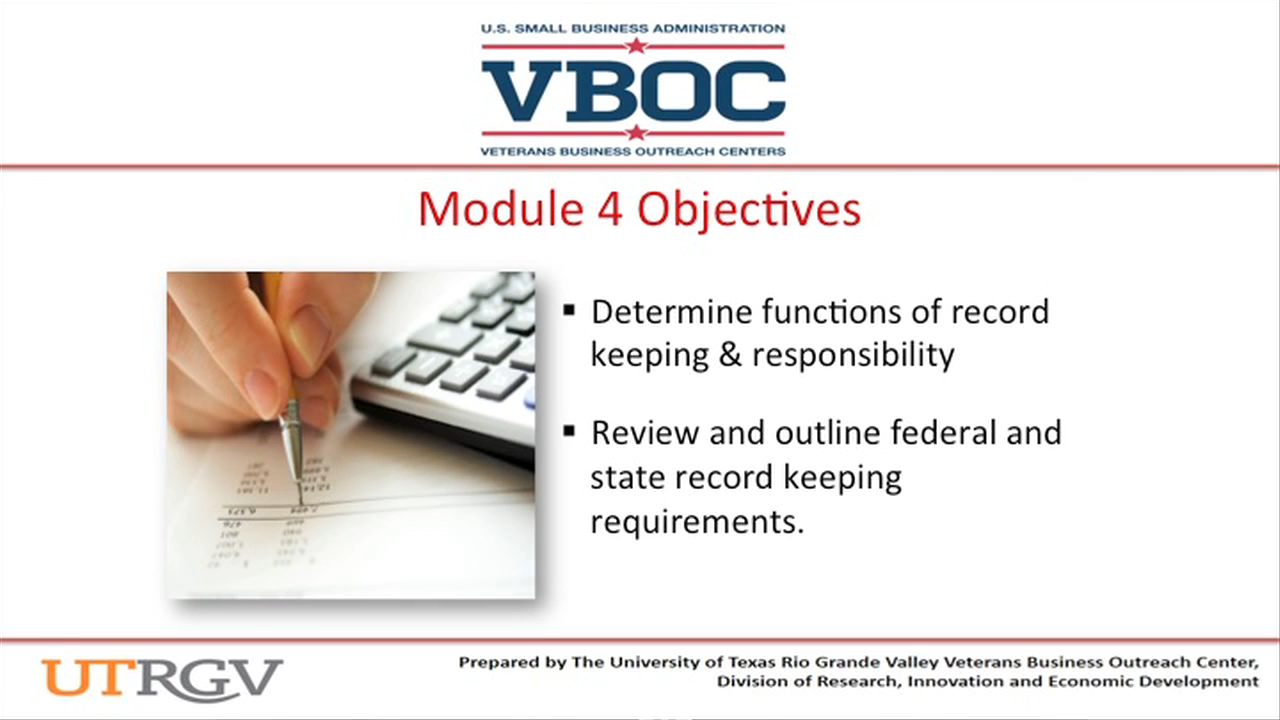 U.S. SMALL BUSINESS ADMINISTRATION
VBOC
VETERANS BUSINESS OUTREACH CENTERS
Module 4 Objectives
▪ Determine functions of record
keeping & responsibility
▪ Review and outline federal and
state record keeping
requirements.
UTRGV
Prepared by The University of Texas Rio Grande Valley Veterans Business Outreach Center,
Division of Research, Innovation and Economic Development